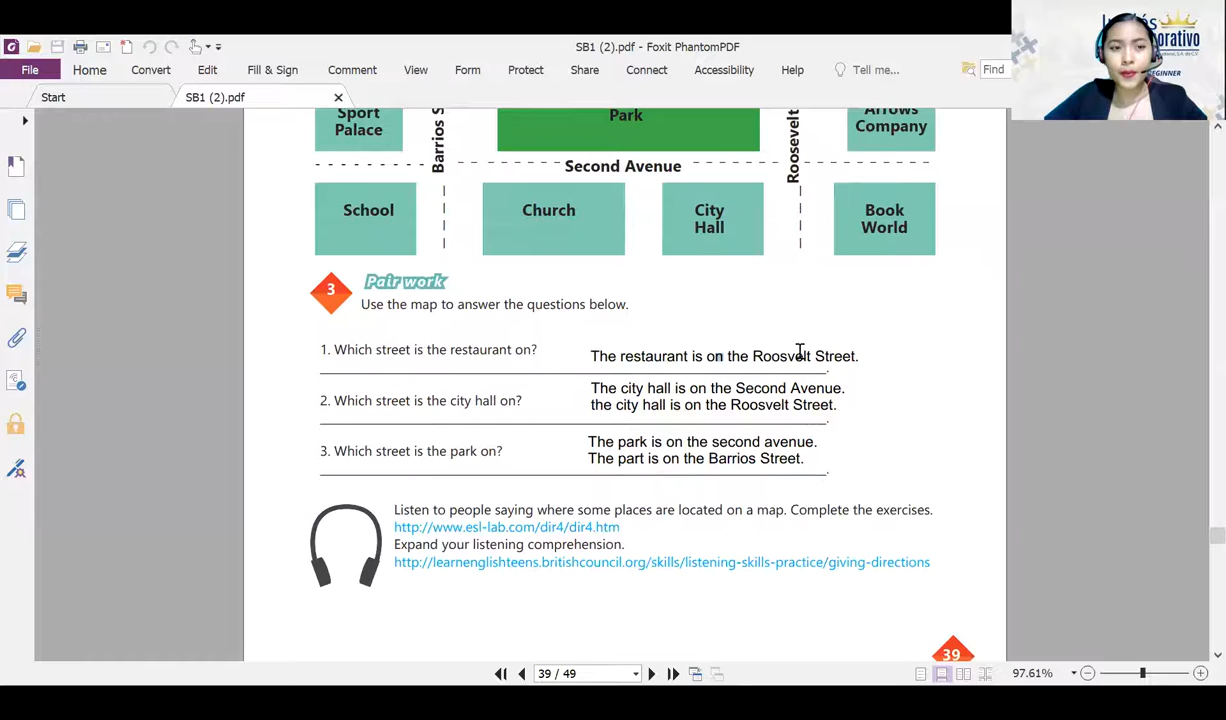 SB1 (2).pdf - Foxit PhantomPDF
File Home Convert Edit Fill & Sign Comment View Form Protect Share Connect Accessibility Help Tell me... Find
Start SB1 (2).pdf
orativo
BEGINNER
Sport Palace
Barrios S
Park
Roosevelt
Arrows Company
Second Avenue
School
Church
City Hall
Book World
3 Pair work
Use the map to answer the questions below.
1. Which street is the restaurant on?
The restaurant is on the Roosvelt Street.
2. Which street is the city hall on?
The city hall is on the Second Avenue.
the city hall is on the Roosvelt Street.
3. Which street is the park on?
The park is on the second avenue.
The part is on the Barrios Street.
Listen to people saying where some places are located on a map. Complete the exercises.
http://www.esl-lab.com/dir4/dir4.htm
Expand your listening comprehension.
http://learnenglishteens.britishcouncil.org/skills/listening-skills-practice/giving-directions
39
39 / 49
97.61%